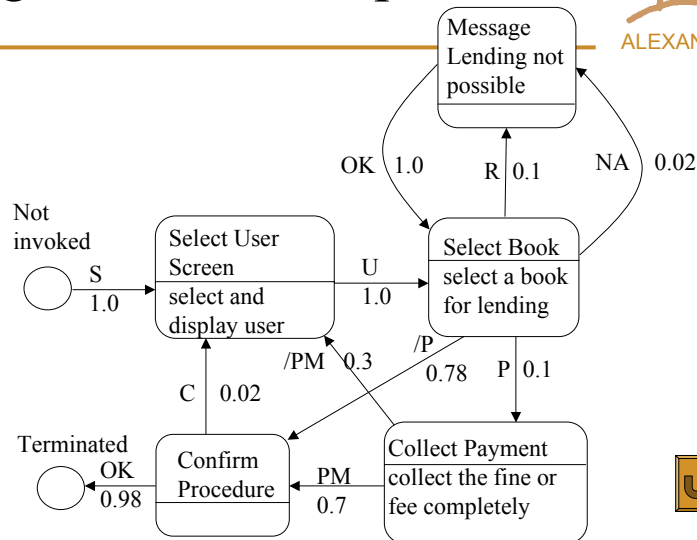 Message
Lending not
possible
ALEXAN
OK 1.0
R 0.1
NA 0.02
Not
invoked
S
1.0
Select User
Screen
select and
display user
U
1.0
Select Book
select a book
for lending
/PM 0.3
/P
0.78
P 0.1
C 0.02
Terminated
OK
0.98
Confirm
Procedure
PM
0.7
Collect Payment
collect the fine or
fee completely